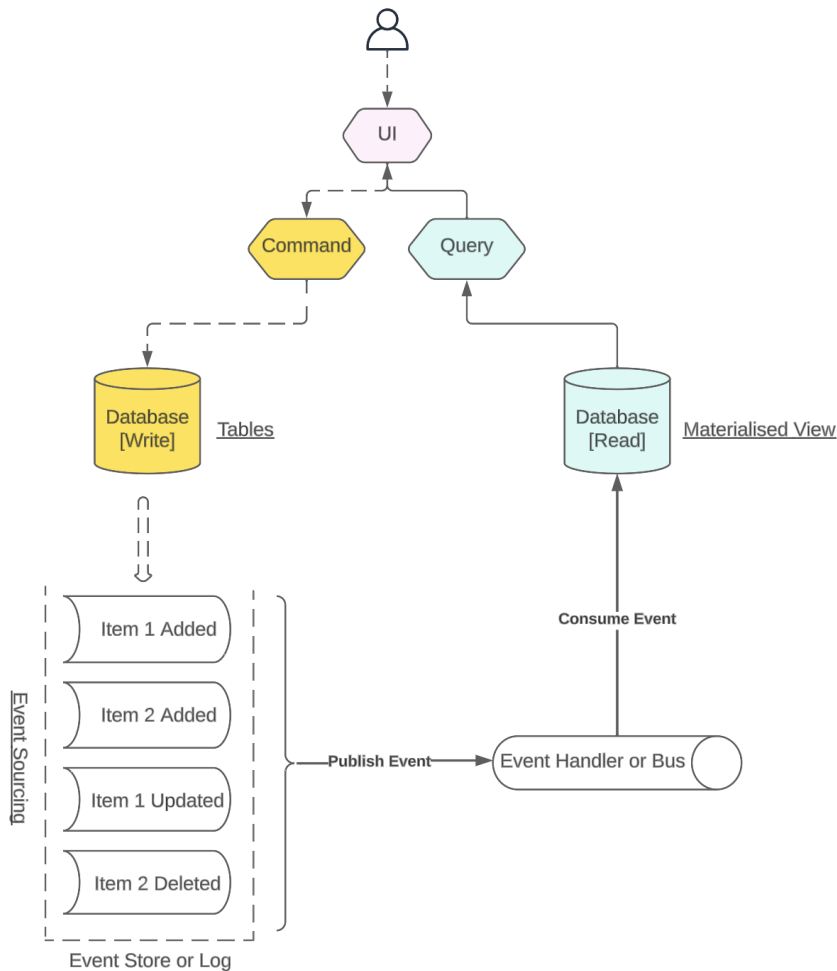 UI
Command
Query
Database
[Write]
Tables
Database
[Read]
Materialised View
Item 1 Added
Consume Event
Item 2 Added
Event Sourcing
Publish Event
Event Handler or Bus
Item 1 Updated
Item 2 Deleted
Event Store or Log